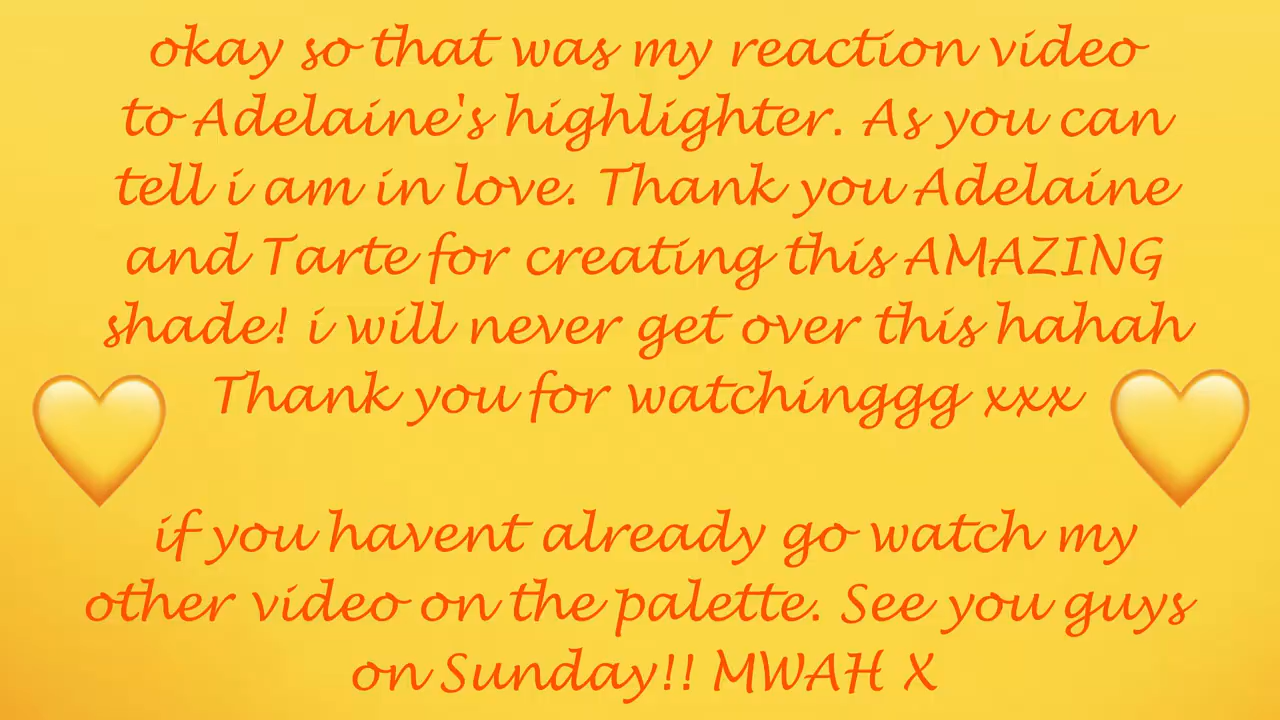 okay so that was my reaction video
to Adelaine's highlighter. As you can
tell i am in love. Thank you Adelaine
and Tarte for creating this AMAZING
shade! i will never get over this hahah
Thank you for watchinggg xxx
if you havent already go watch my
other video on the palette. See you guys
on Sunday!! MWAH X